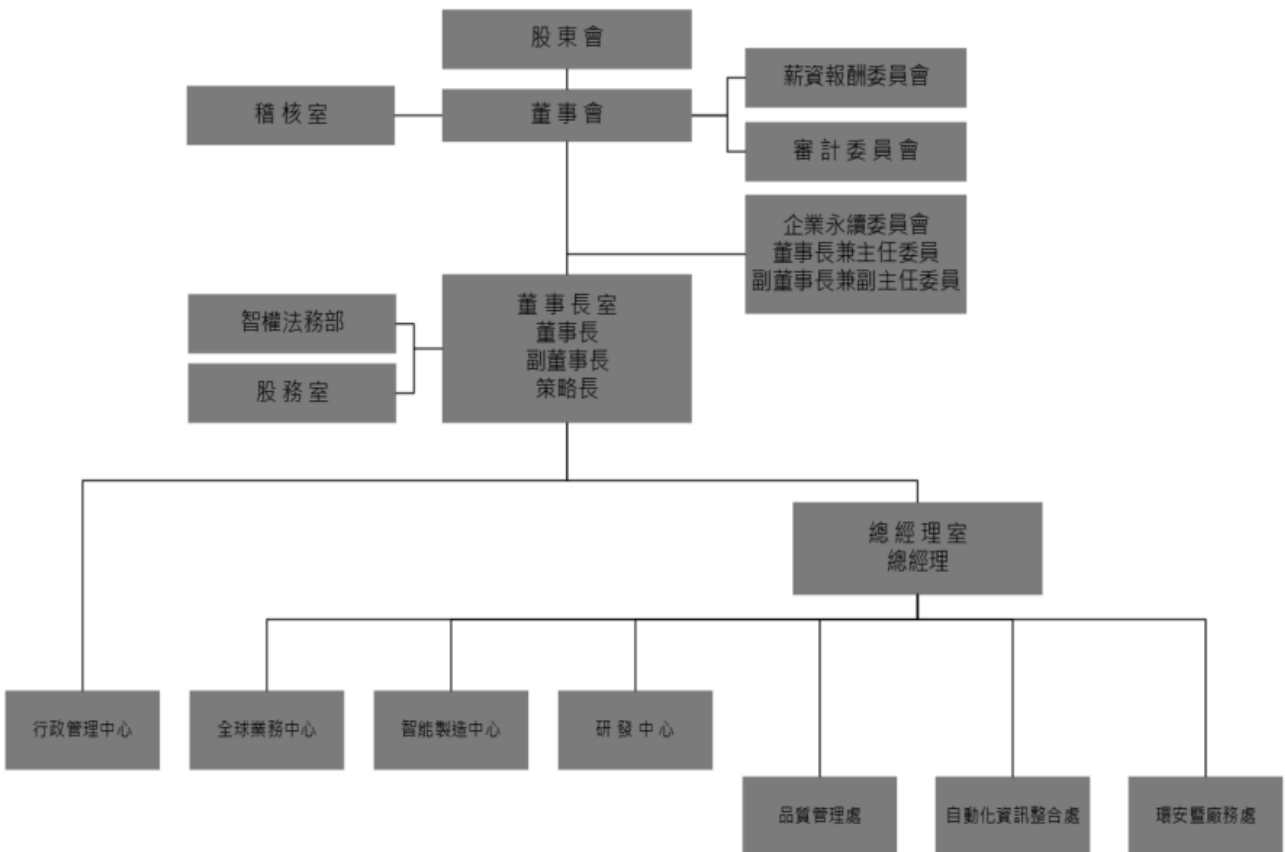 股東會
薪資報酬委員會
稽核室
董事會
審計委員會
企業永續委員會
董事長兼主任委員
副董事長兼副主任委員
董事長室
董事長
副董事長
策略長
智權法務部
股務室
總經理室
總經理
行政管理中心
全球業務中心
智能製造中心
研發中心
品質管理處
自動化資訊整合處
環安暨廠務處